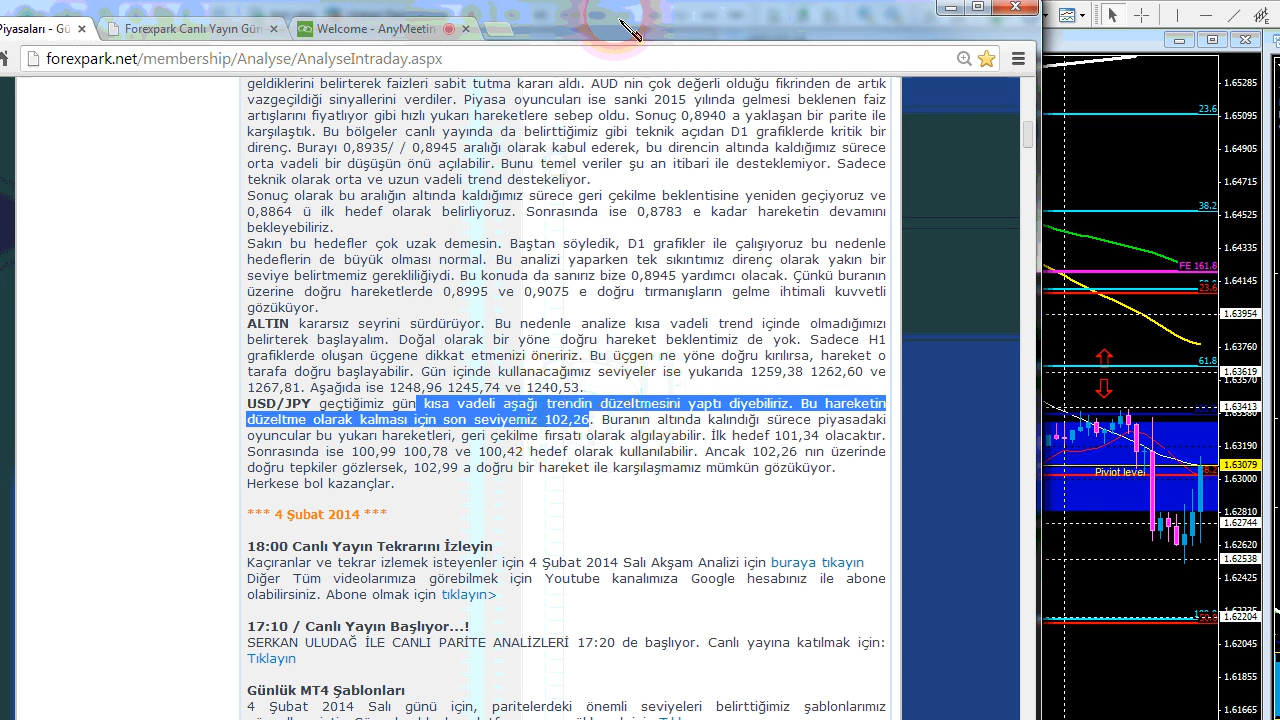 Piyasaları - Gü
Forexpark Canlı Yayın Gün
Welcome - AnyMeetin
forexpark.net/membership/Analyse/AnalyseIntraday.aspx
geldiklerini belirterek faizleri sabit tutma kararı aldı. AUD nin çok değerli olduğu fikrinden de artık
vazgeçildiği sinyallerini verdiler. Piyasa oyuncuları ise sanki 2015 yılında gelmesi beklenen faiz
artışlarını fiyatlıyor gibi hızlı yukarı hareketlere sebep oldu. Sonuç 0,8940 a yaklaşan bir parite ile
karşılaştık. Bu bölgeler canlı yayında da belirttiğimiz gibi teknik açıdan D1 grafiklerde kritik bir
direnç. Burayı 0,8935/ / 0,8945 aralığı olarak kabul ederek, bu direncin altında kaldığımız sürece
orta vadeli bir düşüşün önü açılabilir. Bunu temel veriler şu an itibari ile desteklemiyor. Sadece
teknik olarak orta ve uzun vadeli trend destekeliyor.
Sonuç olarak bu aralığın altında kaldığımız sürece geri çekilme beklentisine yeniden geçiyoruz ve
0,8864 ü ilk hedef olarak belirliyoruz. Sonrasında ise 0,8783 e kadar hareketin devamını
bekleyebiliriz.
Sakın bu hedefler çok uzak demesin. Baştan söyledik, D1 grafikler ile çalışıyoruz bu nedenle
hedeflerin de büyük olması normal. Bu analizi yaparken tek sıkıntımız direnç olarak yakın bir
seviye belirtmemiz gerekliliğiydi. Bu konuda da sanırız bize 0,8945 yardımcı olacak. Çünkü buranın
üzerine doğru hareketlerde 0,8995 ve 0,9075 e doğru tırmanışların gelme ihtimali kuvvetli
gözüküyor.
ALTIN kararsız seyrini sürdürüyor. Bu nedenle analize kısa vadeli trend içinde olmadığımızı
belirterek başlayalım. Doğal olarak bir yöne doğru hareket beklentimiz de yok. Sadece H1
grafiklerde oluşan üçgene dikkat etmenizi öneririz. Bu üçgen ne yöne doğru kırılırsa, hareket o
tarafa doğru başlayabilir. Gün içinde kullanacağımız seviyeler ise yukarıda 1259,38 1262,60 ve
1267,81. Aşağıda ise 1248,96 1245,74 ve 1240,53.
USD/JPY geçtiğimiz gün kısa vadeli aşağı trendin düzeltmesini yaptı diyebiliriz. Bu hareketin
düzeltme olarak kalması için son seviyemiz 102,26. Buranın altında kalındığı sürece piyasadaki
oyuncular bu yukarı hareketleri, geri çekilme fırsatı olarak algılayabilir. İlk hedef 101,34 olacaktır.
Sonrasında ise 100,99 100,78 ve 100,42 hedef olarak kullanılabilir. Ancak 102,26 nın üzerinde
doğru tepkiler gözlersek, 102,99 a doğru bir hareket ile karşılaşmamız mümkün gözüküyor.
Herkese bol kazançlar.
*** 4 Şubat 2014 ***
18:00 Canlı Yayın Tekrarını İzleyin
Kaçıranlar ve tekrar izlemek isteyenler için 4 Şubat 2014 Salı Akşam Analizi için buraya tıkayın
Diğer Tüm videolarımıza görebilmek için Youtube kanalımıza Google hesabınız ile abone
olabilirsiniz. Abone olmak için tıklayın>
17:10 / Canlı Yayın Başlıyor...!
SERKAN ULUDAĞ İLE CANLI PARİTE ANALİZLERİ 17:20 de başlıyor. Canlı yayına katılmak için:
Tıklayın
Günlük MT4 Şablonları
4 Şubat 2014 Salı günü için, paritelerdeki önemli seviyeleri belirttiğimiz şablonlarımız
1.65285
23.6
1.65095
1.64905
1.64715
38.2
1.64525
1.64335
FE 161.8
1.64145
23.6
1.63954
1.63760
61.8
1.63619
1.63570
1.63413
1.63190
1.63079
Piviot level
1.63000
1.62810
1.62744
1.62620
1.62538
1.62425
1.62204
50.0
1.62045
1.61855
1.61665